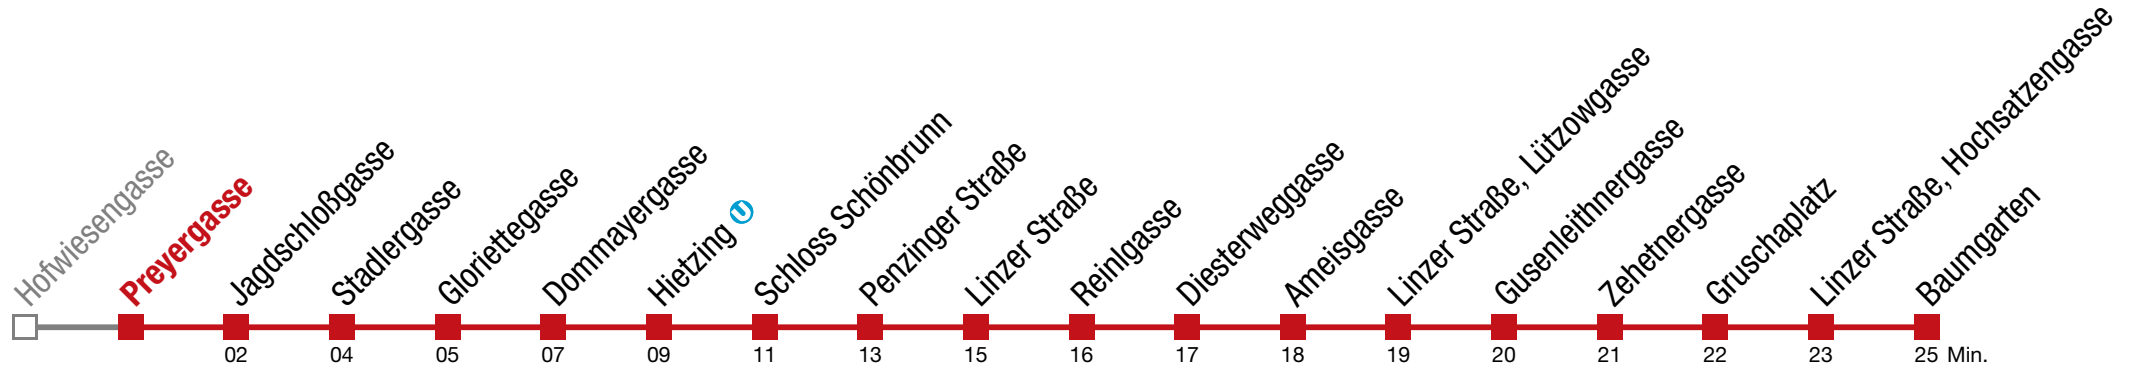 Hofwiesengasse
Preyergasse
Jagdschloßgasse
Stadlergasse
Gloriettegasse
Dommayergasse
Hietzing U
Schloss Schönbrunn
Penzinger Straße
Linzer Straße
Reinlgasse
Diesterweggasse
Ameisgasse
Linzer Straße, Lützowgasse
Gusenleithnergasse
Zehetnergasse
Gruschaplatz
Linzer Straße, Hochsatzengasse
Baumgarten
02 04 05 07 09 11 13 15 16 17 18 19 20 21 22 23 25 Min.